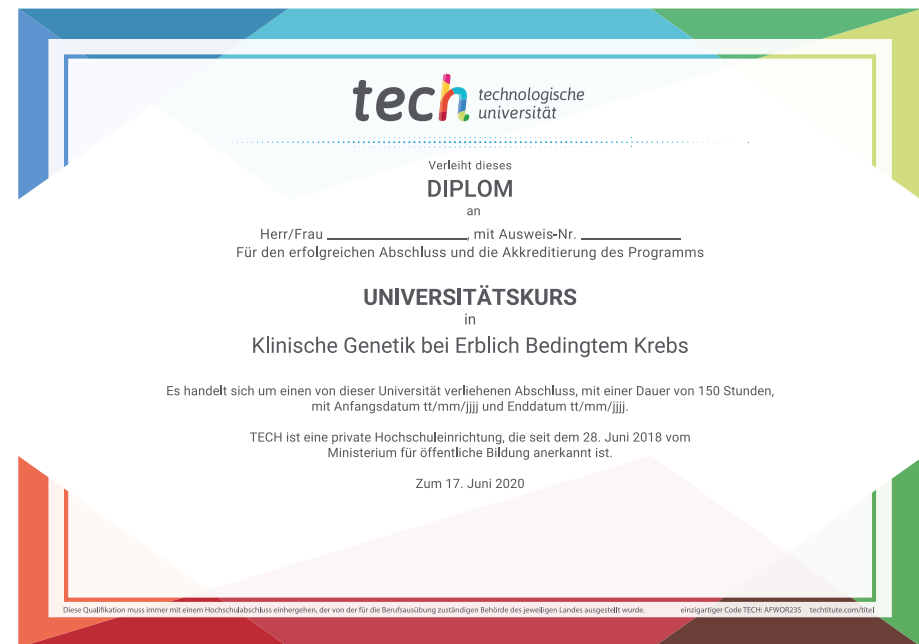 tech technologische
universität
Verleiht dieses
DIPLOM
an
Herr/Frau ____________________, mit Ausweis-Nr. ______________
Für den erfolgreichen Abschluss und die Akkreditierung des Programms
UNIVERSITÄTSKURS
in
Klinische Genetik bei Erblich Bedingtem Krebs
Es handelt sich um einen von dieser Universität verliehenen Abschluss, mit einer Dauer von 150 Stunden,
mit Anfangsdatum tt/mm/jjjj und Enddatum tt/mm/jjjj.
TECH ist eine private Hochschuleinrichtung, die seit dem 28. Juni 2018 vom
Ministerium für öffentliche Bildung anerkannt ist.
Zum 17. Juni 2020
Diese Qualifikation muss immer mit einem Hochschulabschluss einhergehen, der von der für die Berufsausübung zuständigen Behörde des jeweiligen Landes ausgestellt wurde. einzigartiger Code TECH: AFWOR23S techtitute.com/titel